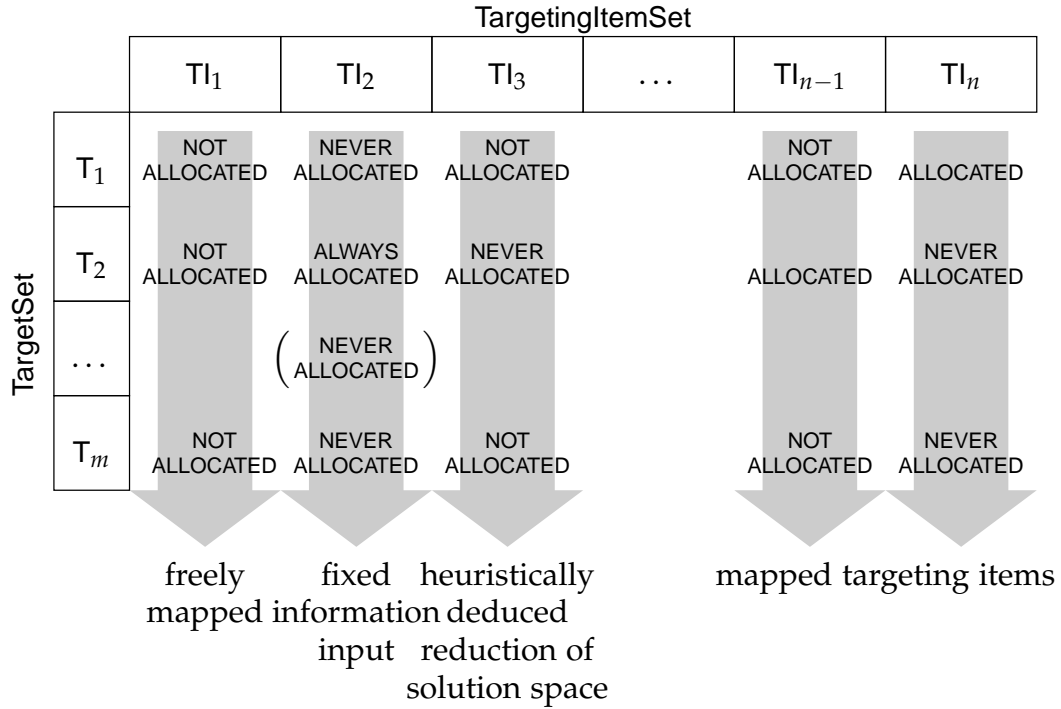 TargetingItemSet
TI₁ TI₂ TI₃ ... TIₙ₋₁ TIₙ
TargetSet
NOT NEVER NOT NOT
T₁ ALLOCATED ALLOCATED ALLOCATED ALLOCATED ALLOCATED
NOT ALWAYS NEVER NEVER
T₂ ALLOCATED ALLOCATED ALLOCATED ALLOCATED ALLOCATED
... ( NEVER
ALLOCATED )
NOT NEVER NOT NOT NEVER
Tₘ ALLOCATED ALLOCATED ALLOCATED ALLOCATED ALLOCATED
freely fixed heuristically mapped targeting items
mapped information deduced
input reduction of
solution space